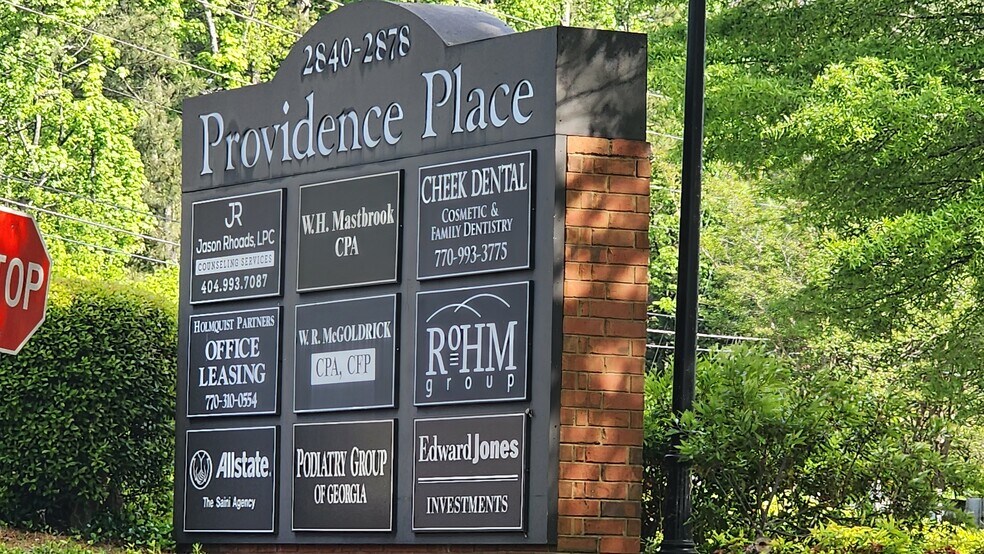 2840-2878
Providence Place
JR
Jason Rhoads, LPC
COUNSELING SERVICES
404.993.7087
W.H. Mastbrook
CPA
CHEEK DENTAL
COSMETIC &
FAMILY DENTISTRY
770-993-3775
HOLMQUIST PARTNERS
OFFICE
LEASING
770-310-0554
W. R. McGOLDRICK
CPA, CFP
RoHM
group
Allstate.
The Saini Agency
PODIATRY GROUP
OF GEORGIA
Edward Jones
INVESTMENTS
TOP